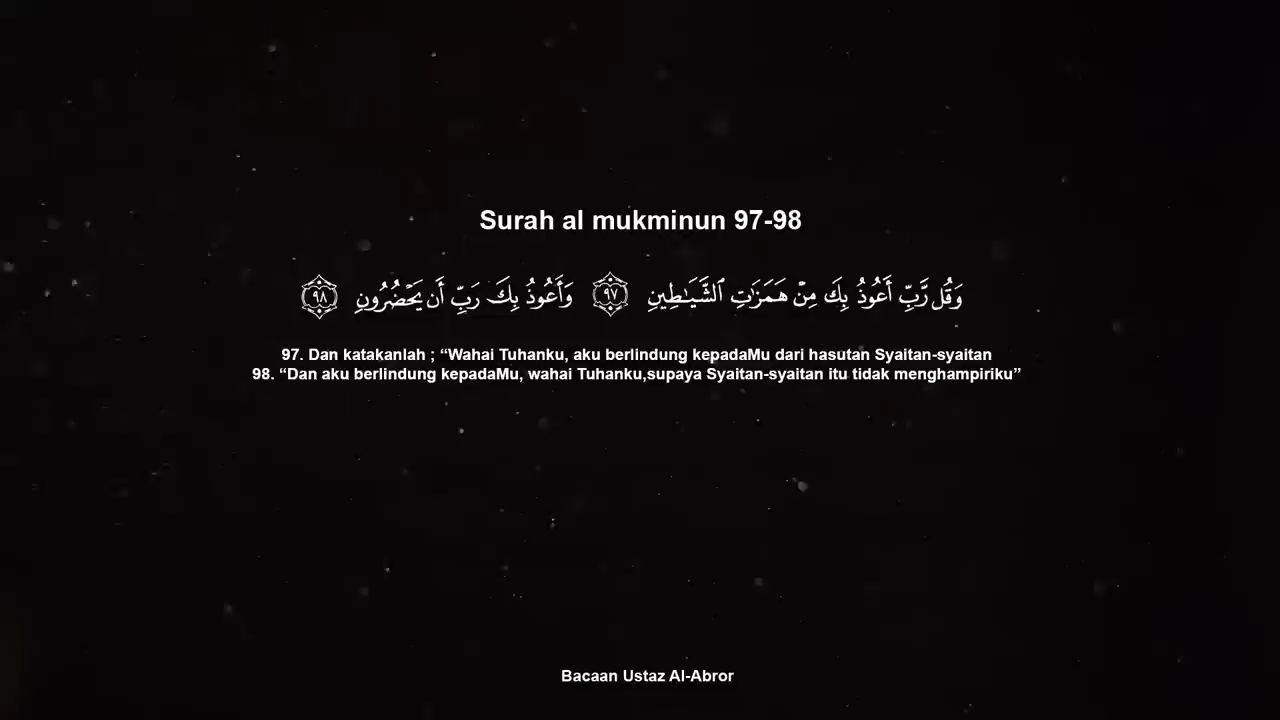 Surah al mukminun 97-98
وَقُل رَّبِّ أَعُوذُ بِكَ مِنْ هَمَزَٰتِ ٱلشَّيَـٰطِينِ ۝٩٧ وَأَعُوذُ بِكَ رَبِّ أَن يَحْضُرُونِ ۝٩٨
97. Dan katakanlah ; “Wahai Tuhanku, aku berlindung kepadaMu dari hasutan Syaitan-syaitan
98. “Dan aku berlindung kepadaMu, wahai Tuhanku,supaya Syaitan-syaitan itu tidak menghampiriku”
Bacaan Ustaz Al-Abror